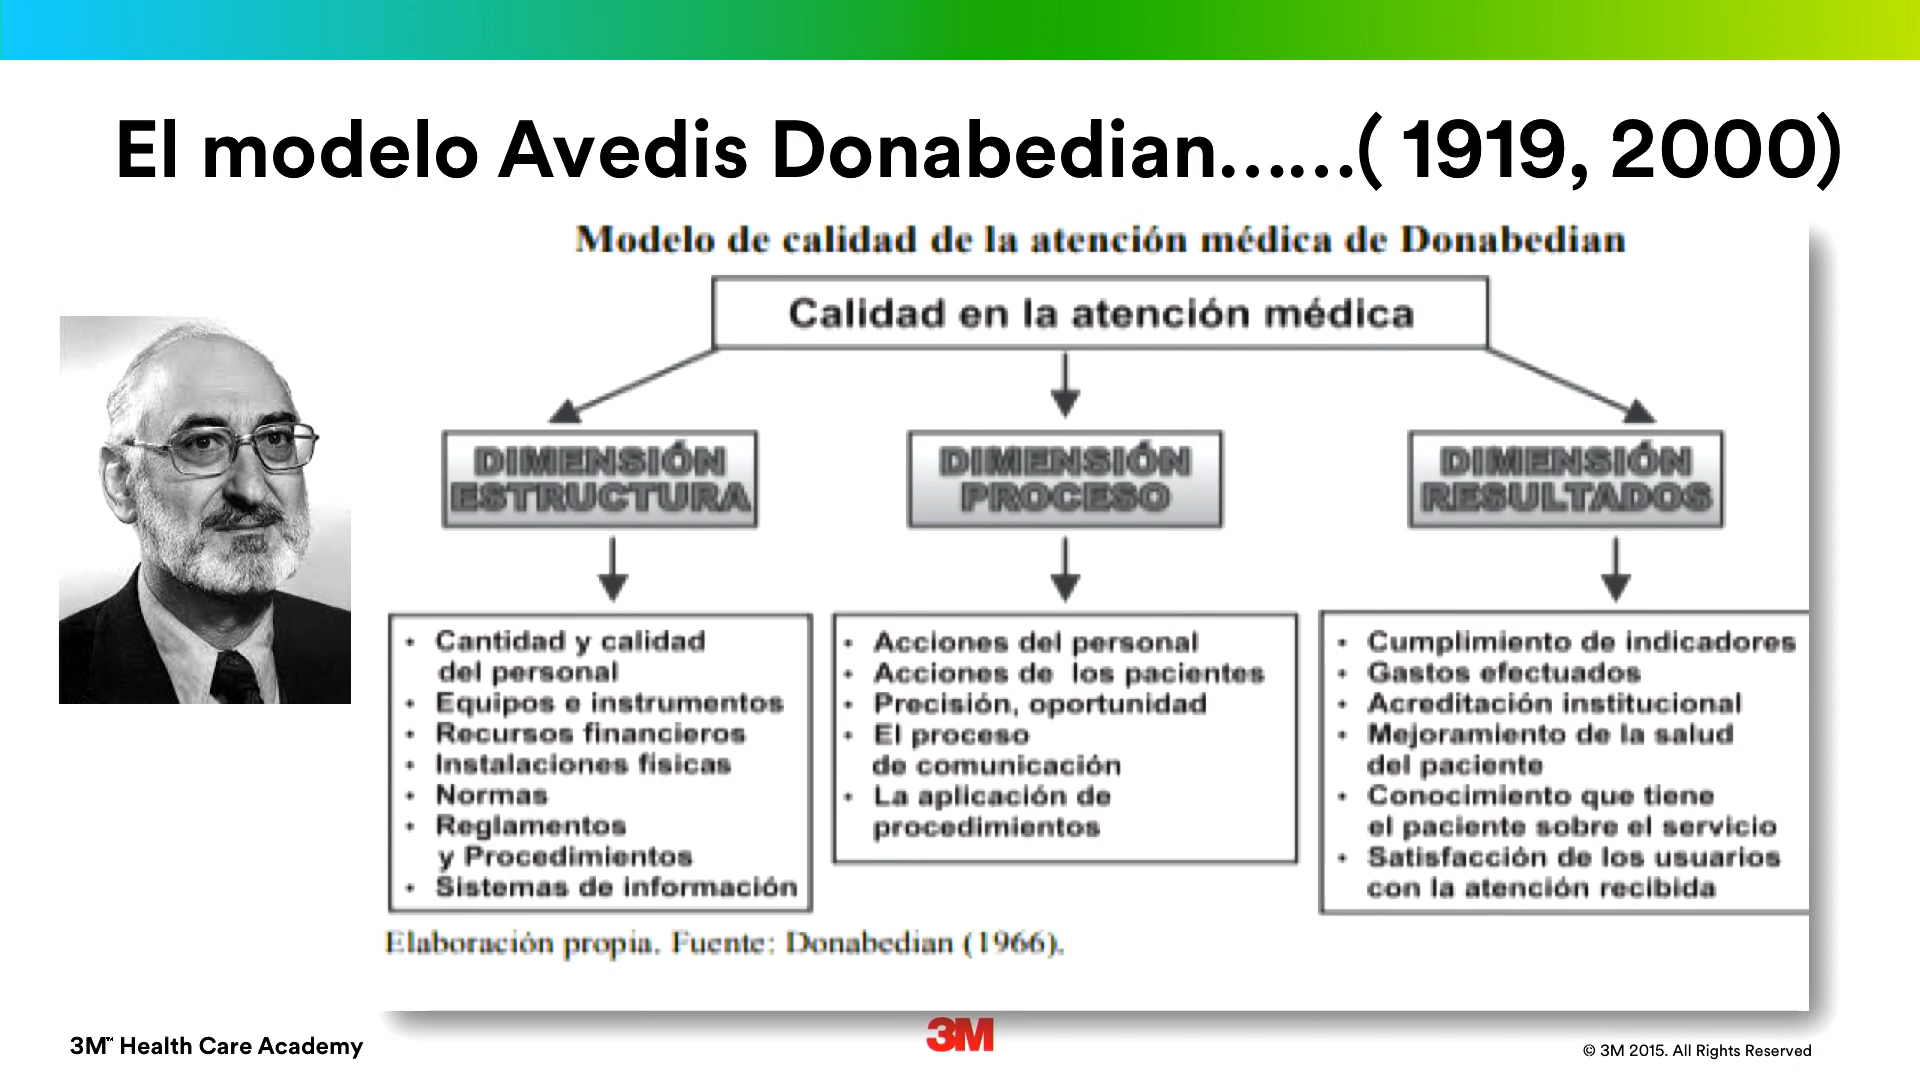 El modelo Avedis Donabedian......( 1919, 2000)
Modelo de calidad de la atención médica de Donabedian
Calidad en la atención médica
DIMENSIÓN
ESTRUCTURA
DIMENSIÓN
PROCESO
DIMENSIÓN
RESULTADOS
• Cantidad y calidad
del personal
• Equipos e instrumentos
• Recursos financieros
• Instalaciones físicas
• Normas
• Reglamentos
y Procedimientos
• Sistemas de información
• Acciones del personal
• Acciones de los pacientes
• Precisión, oportunidad
• El proceso
de comunicación
• La aplicación de
procedimientos
• Cumplimiento de indicadores
• Gastos efectuados
• Acreditación institucional
• Mejoramiento de la salud
del paciente
• Conocimiento que tiene
el paciente sobre el servicio
• Satisfacción de los usuarios
con la atención recibida
Elaboración propia. Fuente: Donabedian (1966).
3M™ Health Care Academy
3M
© 3M 2015. All Rights Reserved